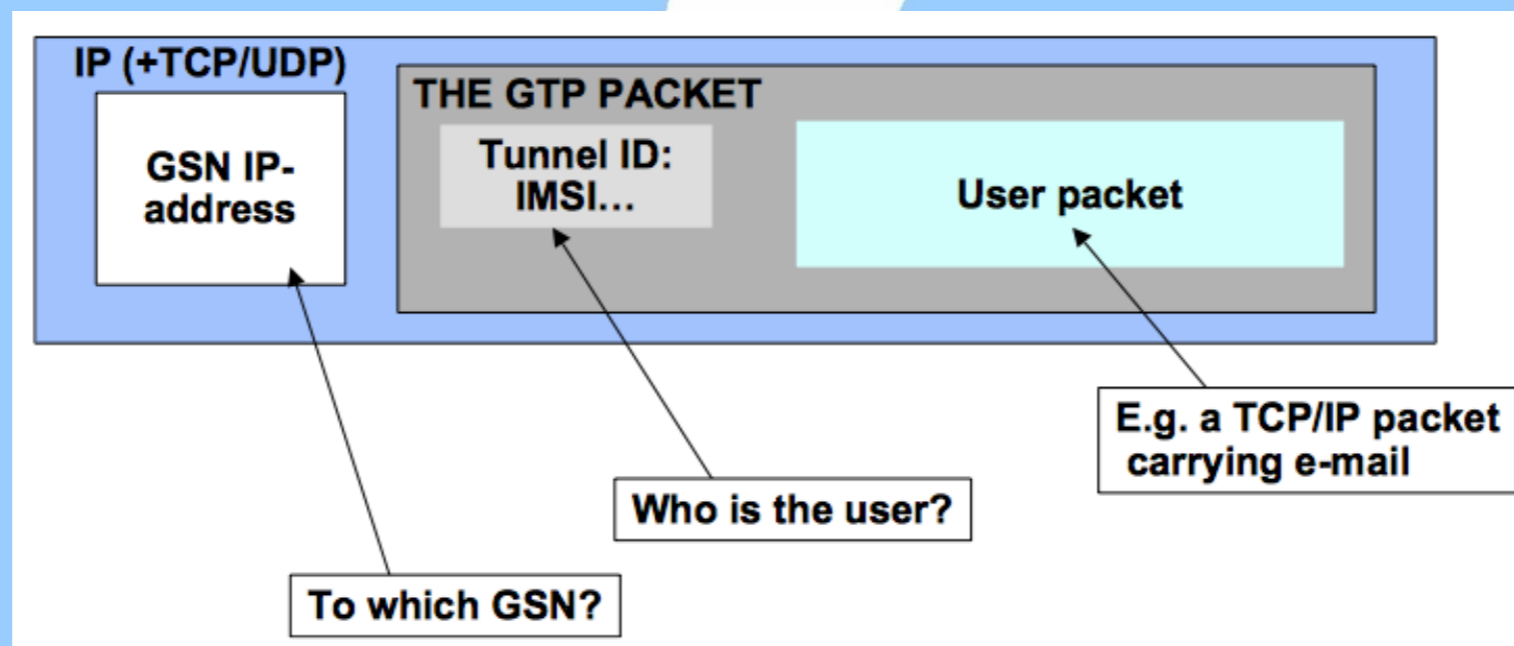 IP (+TCP/UDP)
THE GTP PACKET
GSN IP-
address
Tunnel ID:
IMSI...
User packet
E.g. a TCP/IP packet
carrying e-mail
Who is the user?
To which GSN?